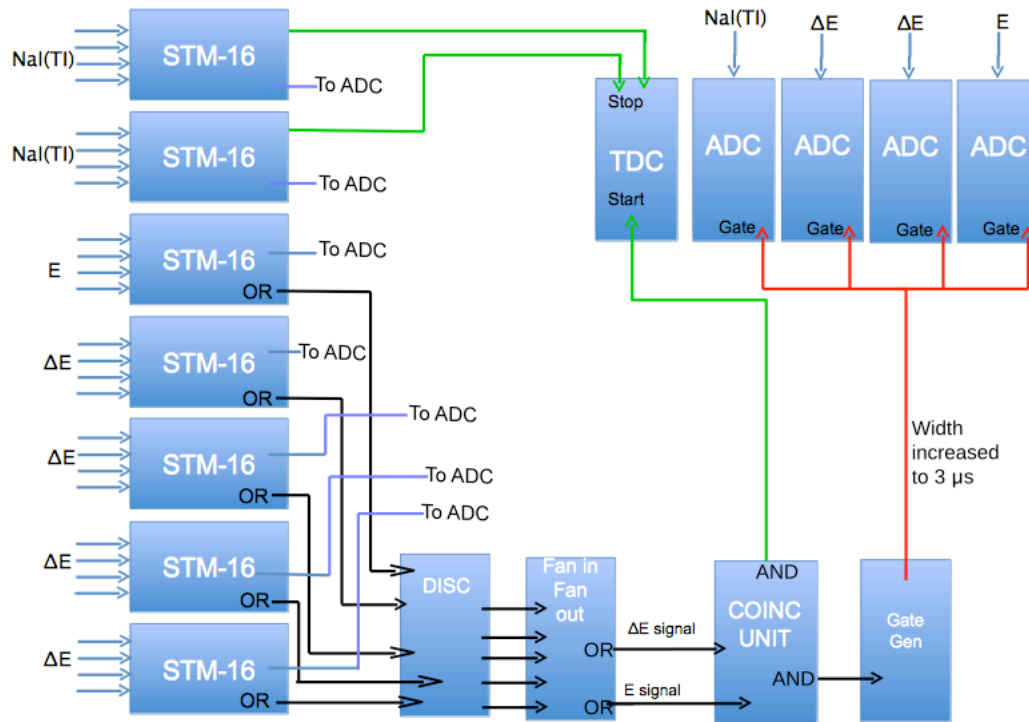 NaI(Tl)
STM-16
To ADC
NaI(Tl)
STM-16
To ADC
E
STM-16
To ADC
OR
ΔE
STM-16
To ADC
OR
ΔE
STM-16
To ADC
OR
ΔE
STM-16
To ADC
OR
ΔE
STM-16
To ADC
OR
DISC
Fan in
Fan
out
OR
OR
ΔE signal
E signal
AND
COINC
UNIT
AND
Gate
Gen
Width
increased
to 3 μs
Stop
TDC
Start
NaI(Tl)
ADC
Gate
ΔE
ADC
Gate
ΔE
ADC
Gate
E
ADC
Gate